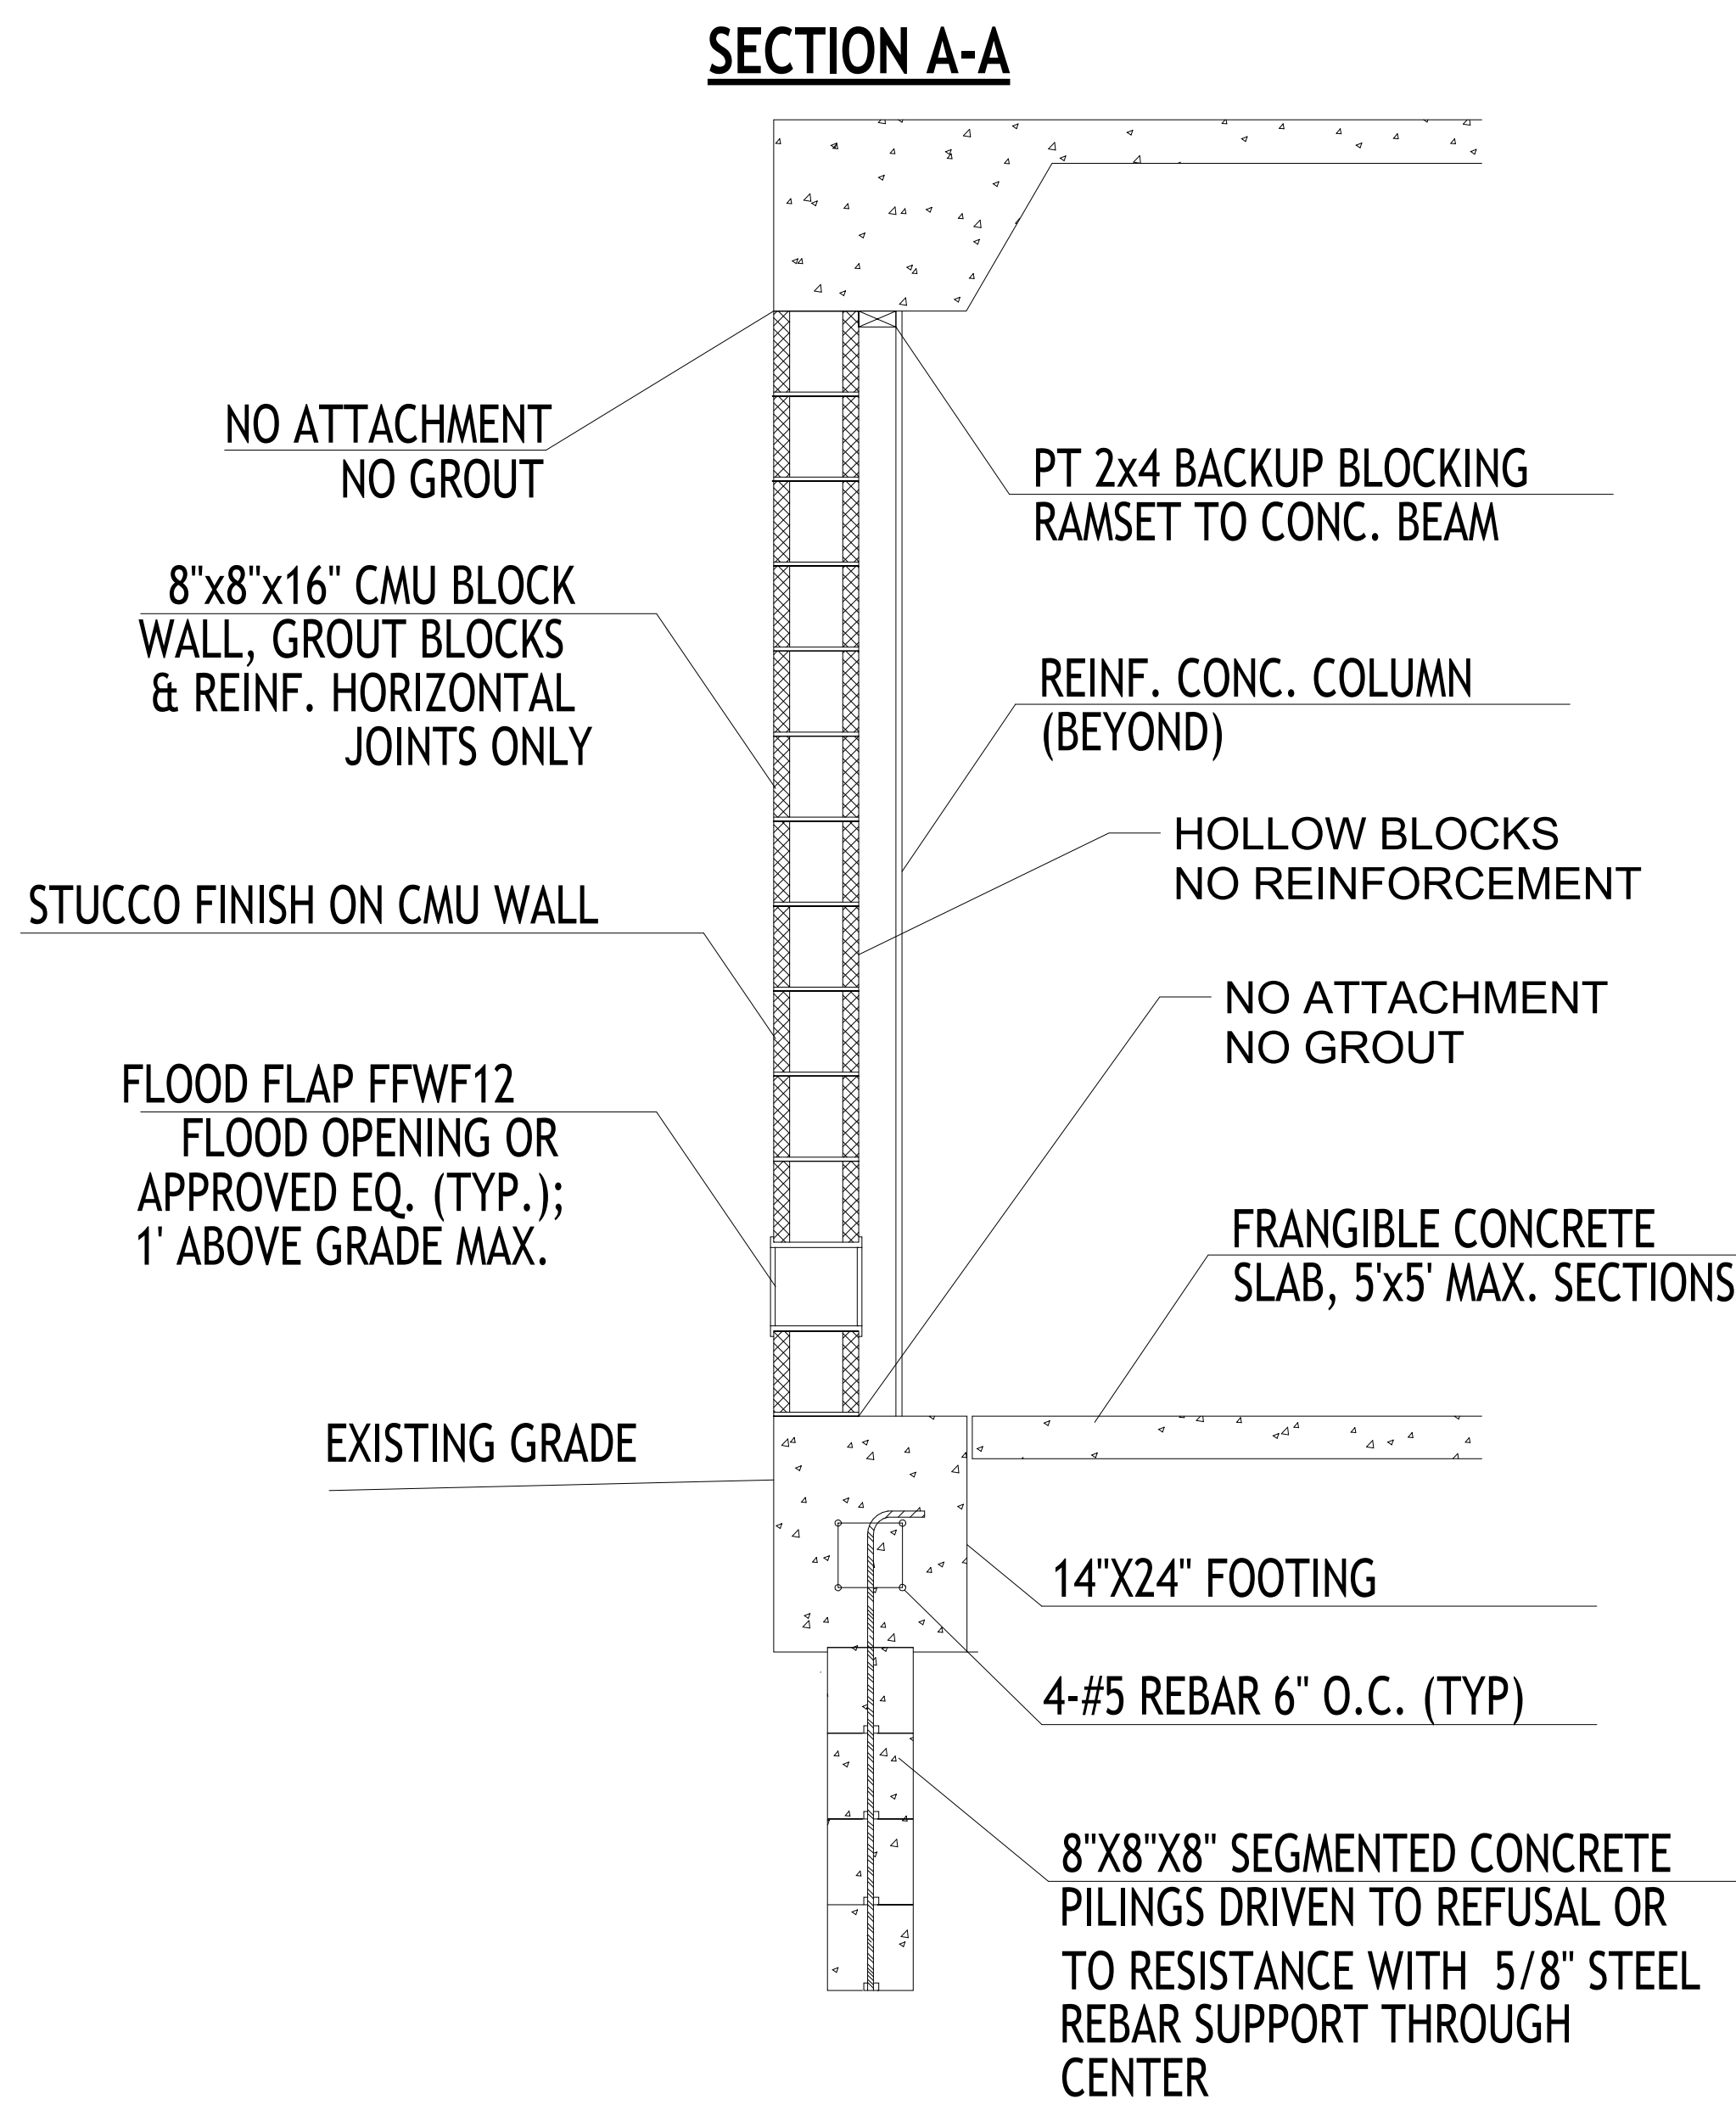 SECTION A-A
NO ATTACHMENT
NO GROUT
PT 2x4 BACKUP BLOCKING
RAMSET TO CONC. BEAM
8"x8"x16" CMU BLOCK
WALL, GROUT BLOCKS
& REINF. HORIZONTAL
JOINTS ONLY
REINF. CONC. COLUMN
(BEYOND)
HOLLOW BLOCKS
NO REINFORCEMENT
STUCCO FINISH ON CMU WALL
NO ATTACHMENT
NO GROUT
FLOOD FLAP FFWF12
FLOOD OPENING OR
APPROVED EQ. (TYP.);
1' ABOVE GRADE MAX.
FRANGIBLE CONCRETE
SLAB, 5'x5' MAX. SECTIONS
EXISTING GRADE
14"X24" FOOTING
4-#5 REBAR 6" O.C. (TYP)
8"X8"X8" SEGMENTED CONCRETE
PILINGS DRIVEN TO REFUSAL OR
TO RESISTANCE WITH 5/8" STEEL
REBAR SUPPORT THROUGH
CENTER